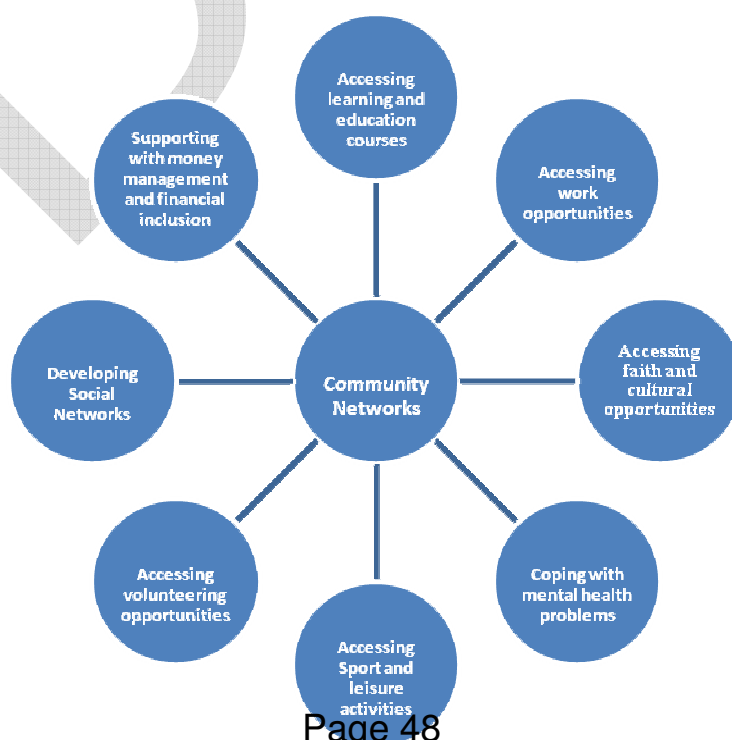 Accessing
learning and
education
courses
Supporting
with money
management
and financial
inclusion
Accessing
work
opportunities
Developing
Social
Networks
Community
Networks
Accessing
faith and
cultural
opportunities
Accessing
volunteering
opportunities
Coping with
mental health
problems
Accessing
Sport and
leisure
activities
Page 48